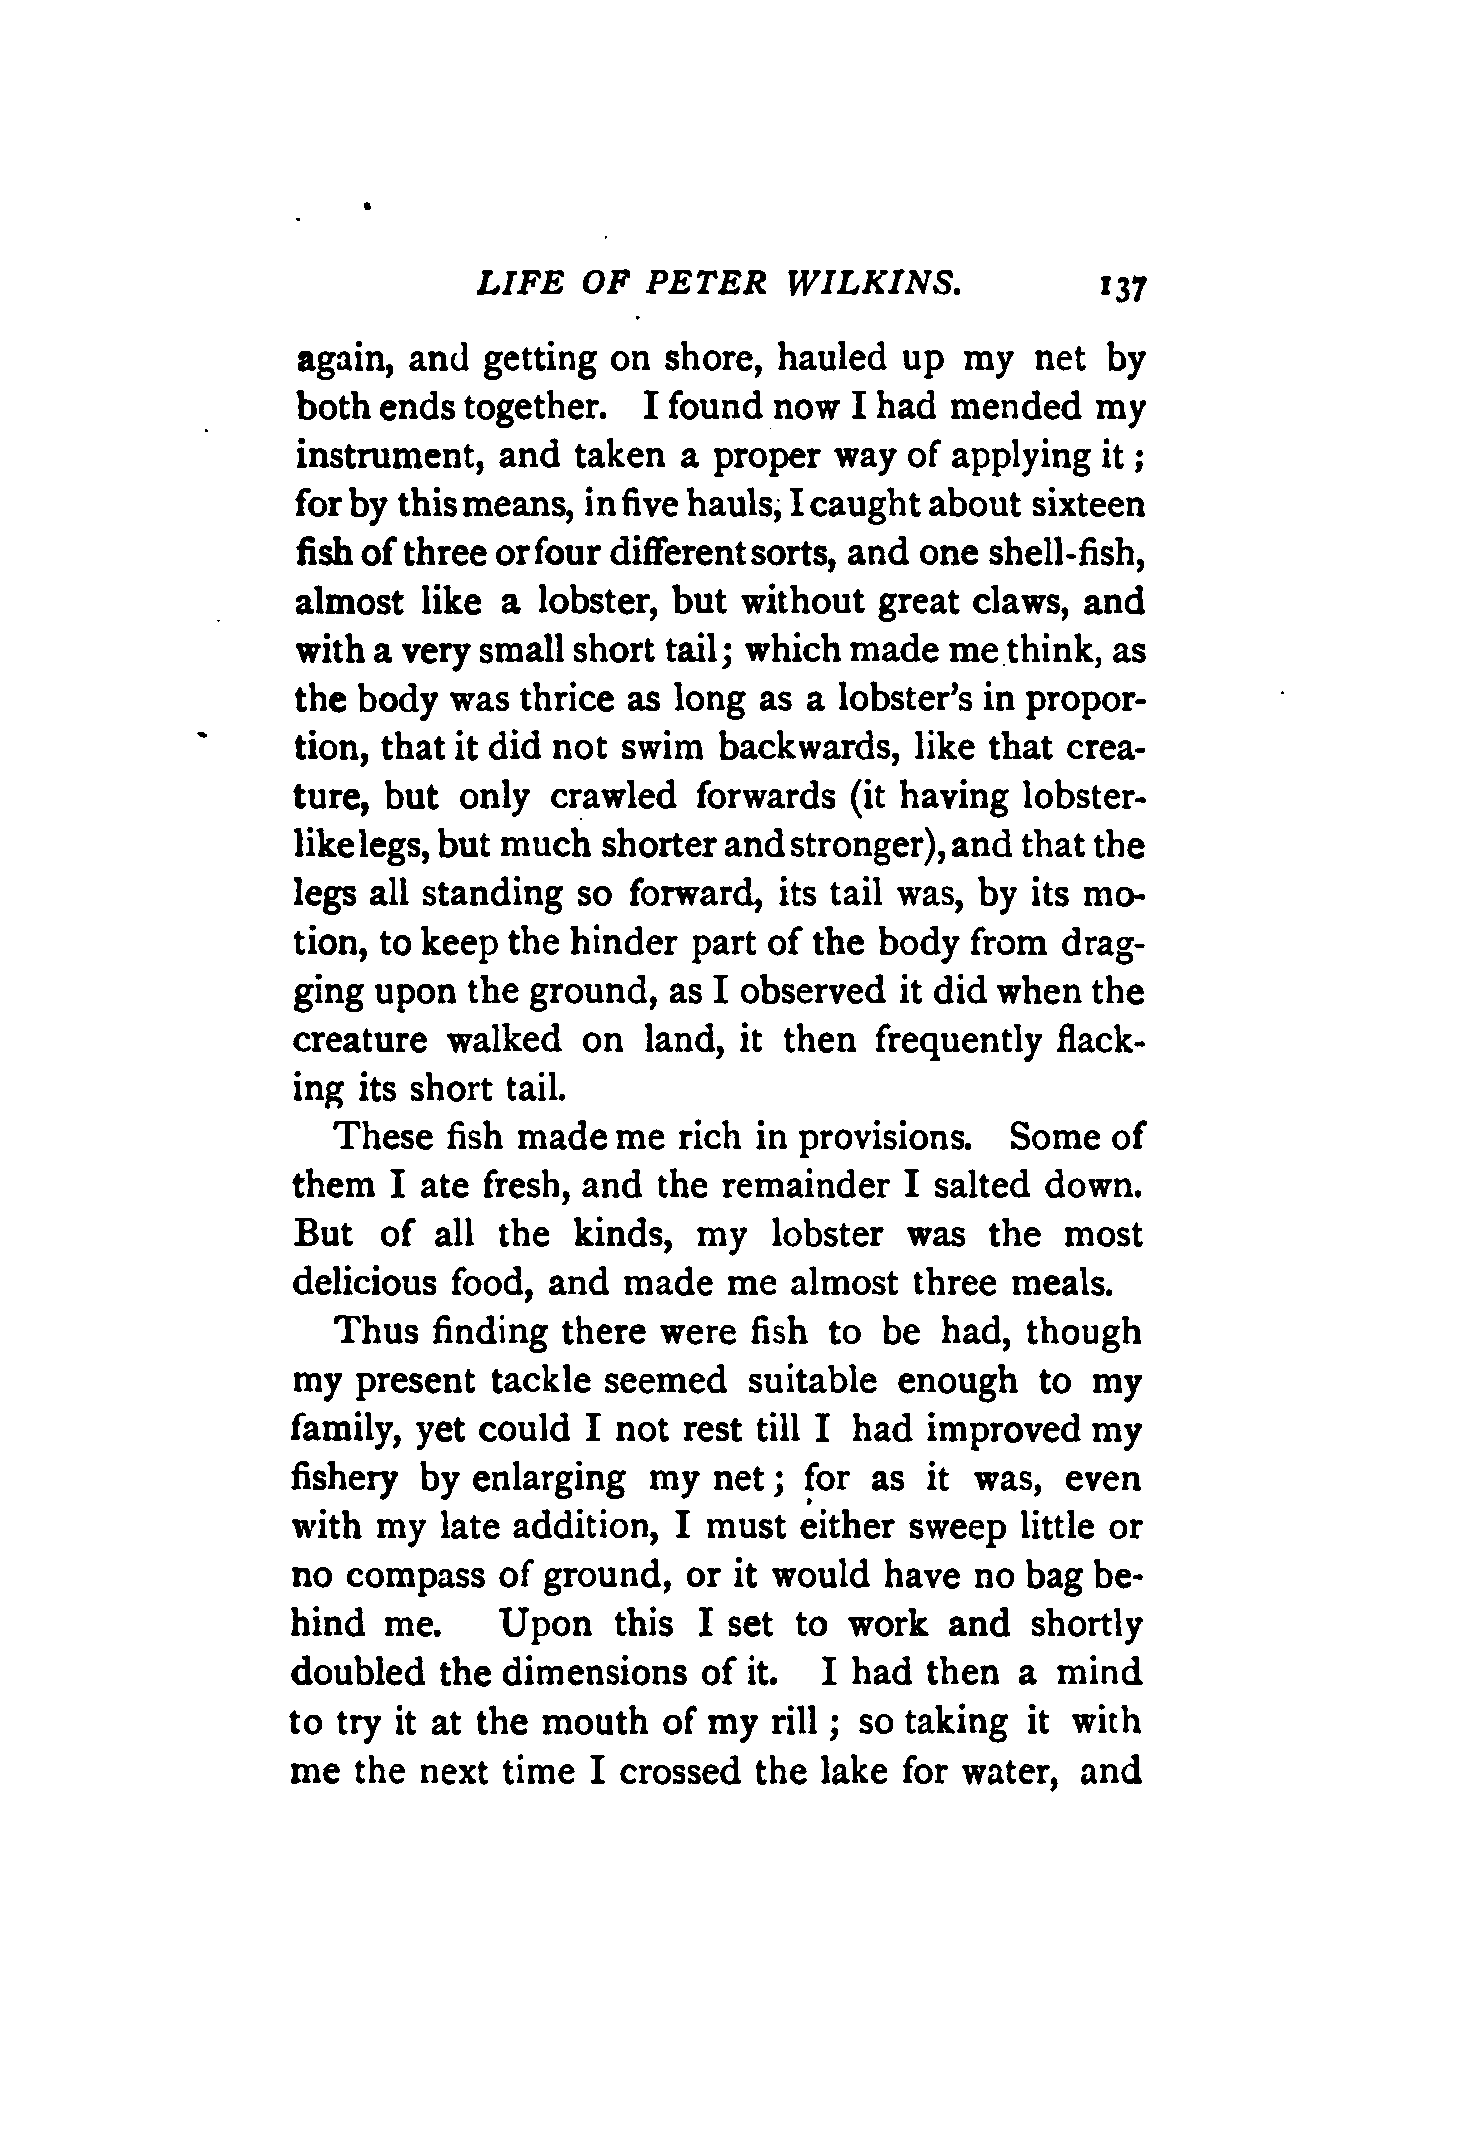 LIFE OF PETER WILKINS. 137
again, and getting on shore, hauled up my net by
both ends together. I found now I had mended my
instrument, and taken a proper way of applying it ;
for by this means, in five hauls, I caught about sixteen
fish of three or four different sorts, and one shell-fish,
almost like a lobster, but without great claws, and
with a very small short tail; which made me think, as
the body was thrice as long as a lobster's in propor-
tion, that it did not swim backwards, like that crea-
ture, but only crawled forwards (it having lobster-
like legs, but much shorter and stronger), and that the
legs all standing so forward, its tail was, by its mo-
tion, to keep the hinder part of the body from drag-
ging upon the ground, as I observed it did when the
creature walked on land, it then frequently flack-
ing its short tail.
These fish made me rich in provisions. Some of
them I ate fresh, and the remainder I salted down.
But of all the kinds, my lobster was the most
delicious food, and made me almost three meals.
Thus finding there were fish to be had, though
my present tackle seemed suitable enough to my
family, yet could I not rest till I had improved my
fishery by enlarging my net ; for as it was, even
with my late addition, I must either sweep little or
no compass of ground, or it would have no bag be-
hind me. Upon this I set to work and shortly
doubled the dimensions of it. I had then a mind
to try it at the mouth of my rill ; so taking it with
me the next time I crossed the lake for water, and